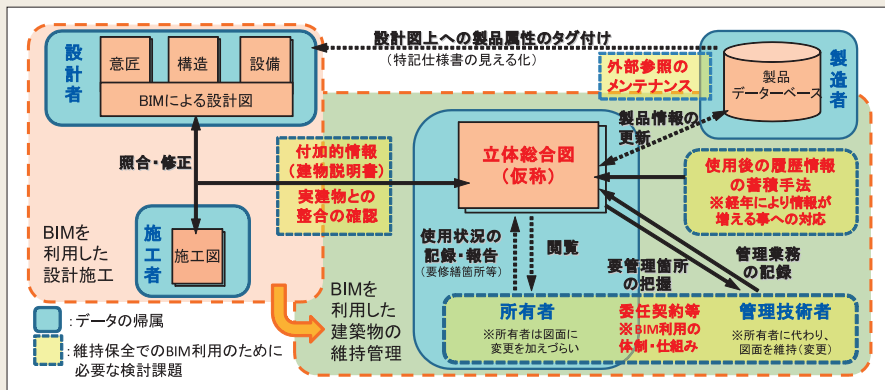 設計図上への製品属性のタグ付け
（特記仕様書の見える化）
設計者
意匠
構造
設備
BIMによる設計図
外部参照の
メンテナンス
製品
データーベース
製造者
製品情報の
更新
照合・修正
付加的情報
（建物説明書）
実建物との
整合の確認
立体総合図
（仮称）
使用後の履歴情報
の蓄積手法
※経年により情報が
増える事への対応
BIMを
利用した
設計施工
施工者
施工図
使用状況の
記録・報告
（要修繕箇所等）
閲覧
要管理箇所
の把握
管理業務
の記録
BIMを
利用した
建築物の
維持管理
所有者
※所有者は図面に
変更を加えづらい
委任契約等
※BIM利用の
体制・仕組み
管理技術者
※所有者に代わり、
図面を維持（変更）
：データの帰属
：維持保全でのBIM利用のために
必要な検討課題